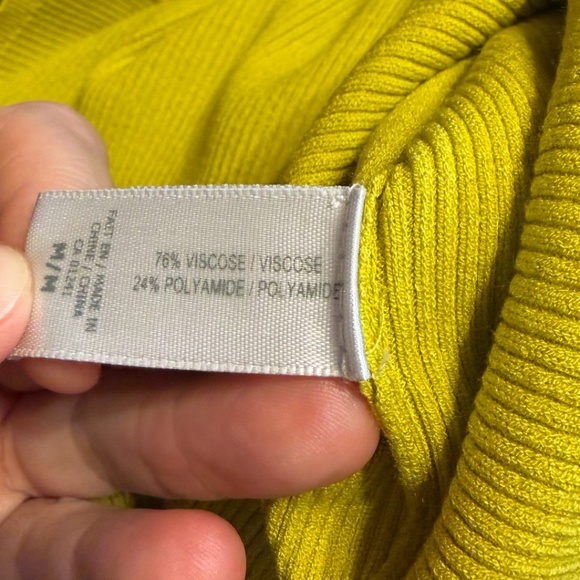 76% VISCOSE / VISCOSE
24% POLYAMIDE / POLYAMIDE
FAIT EN / MADE IN
CHINE / CHINA
M/M